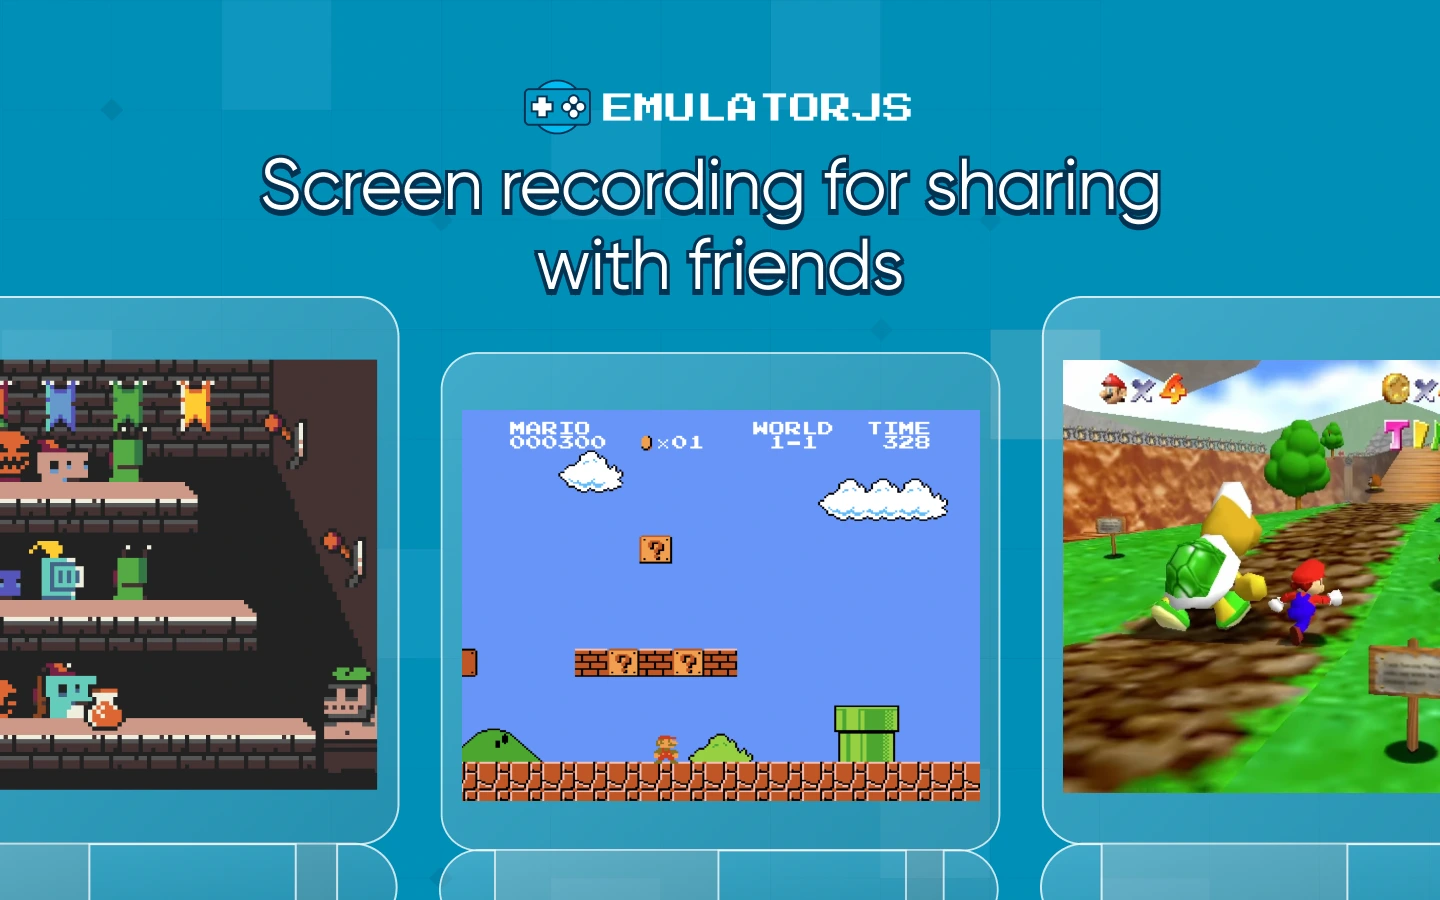 EMULATORJS
Screen recording for sharing
with friends
MARIO WORLD TIME
000300 ×01 1-1 328
×4
×